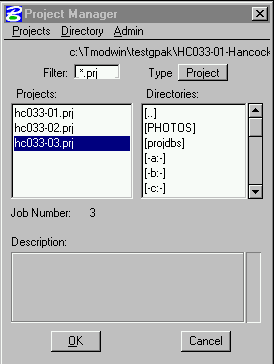 Project Manager
Projects Directory Admin
c:\Tmodwin\testgpak\HC033-01-Hancock
Filter: *.prj Type Project
Projects: Directories:
hc033-01.prj [..]
hc033-02.prj [PHOTOS]
hc033-03.prj [projdbs]
[-a:-]
[-b:-]
[-c:-]
Job Number: 3
Description:
OK Cancel